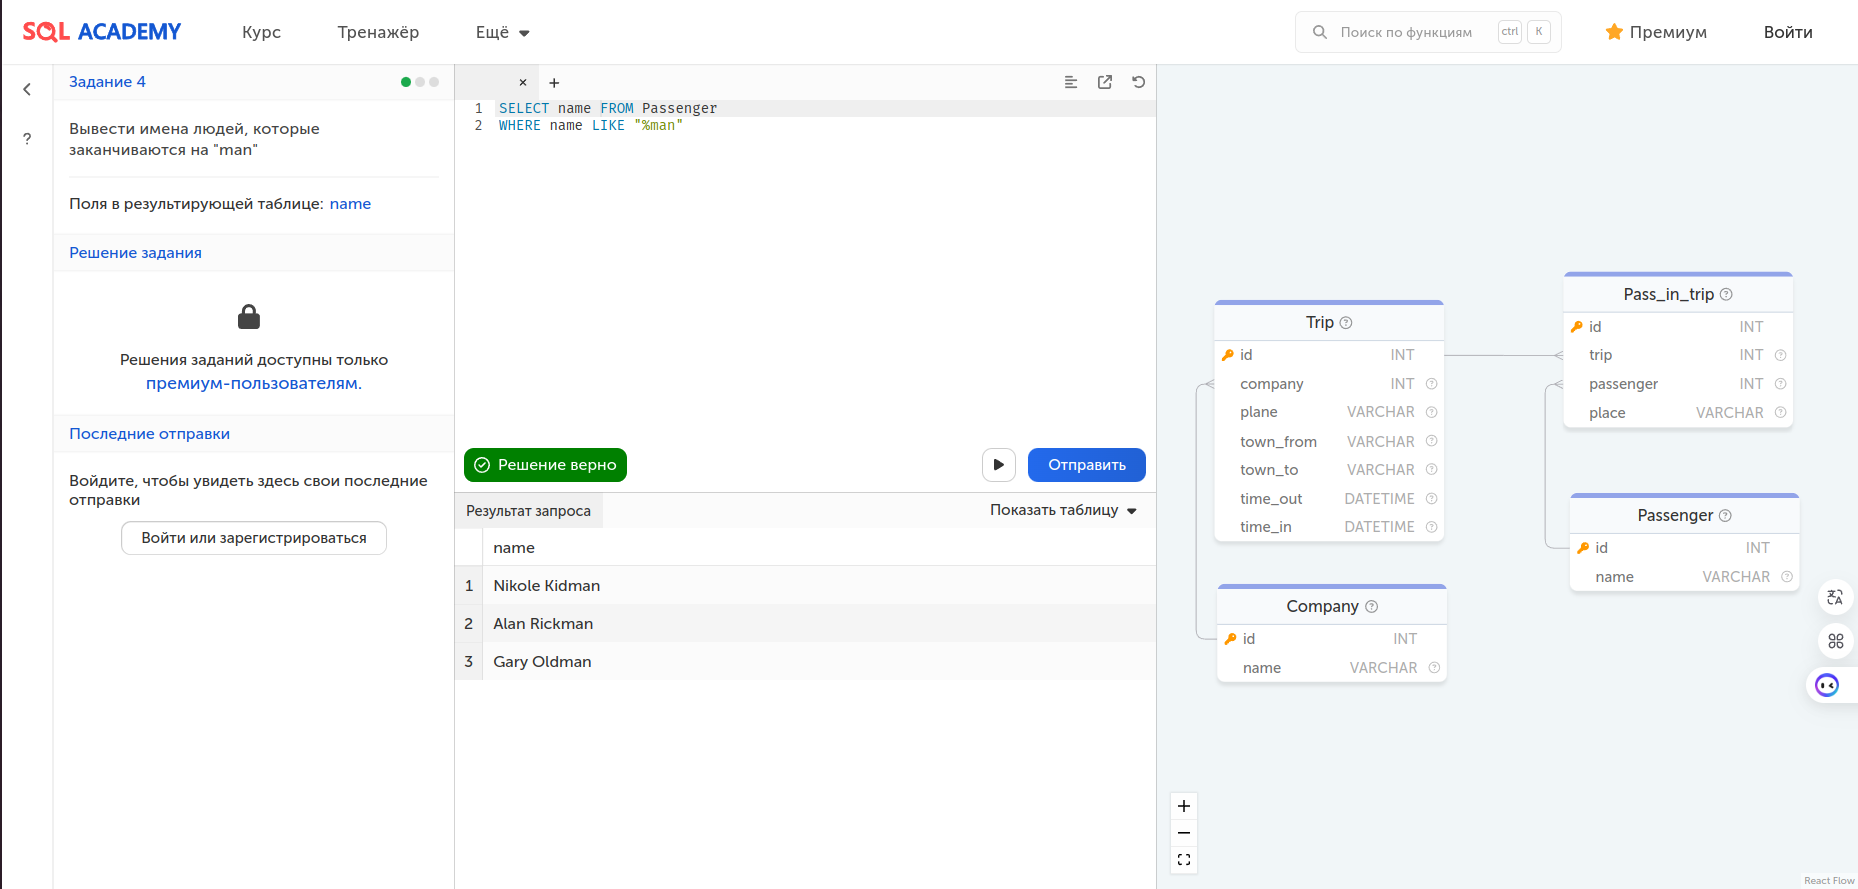 SQL ACADEMY
Курс
Тренажёр
Ещё
Поиск по функциям
ctrl
K
Премиум
Войти
?
Задание 4
Вывести имена людей, которые
заканчиваются на "man"
Поля в результирующей таблице: name
Решение задания
Решения заданий доступны только
премиум-пользователям.
Последние отправки
Войдите, чтобы увидеть здесь свои последние
отправки
Войти или зарегистрироваться
1 SELECT name FROM Passenger
2 WHERE name LIKE "%man"
Решение верно
Отправить
Результат запроса
Показать таблицу
name
1 Nikole Kidman
2 Alan Rickman
3 Gary Oldman
Trip
id INT
company INT
plane VARCHAR
town_from VARCHAR
town_to VARCHAR
time_out DATETIME
time_in DATETIME
Company
id INT
name VARCHAR
Pass_in_trip
id INT
trip INT
passenger INT
place VARCHAR
Passenger
id INT
name VARCHAR
React Flow